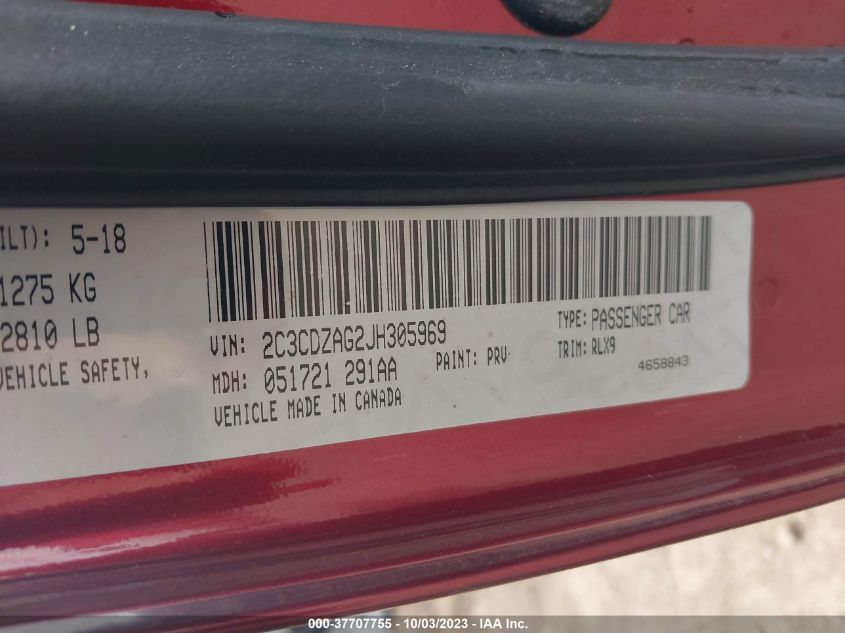 ILT): 5-18
1275 KG
2810 LB
VEHICLE SAFETY,
VIN: 2C3CDZAG2JH305969
TYPE: PASSENGER CAR
MDH: 051721 291AA
PAINT: PRV
TRIM: RLX9
VEHICLE MADE IN CANADA
4658843
000-37707755 - 10/03/2023 - IAA Inc.